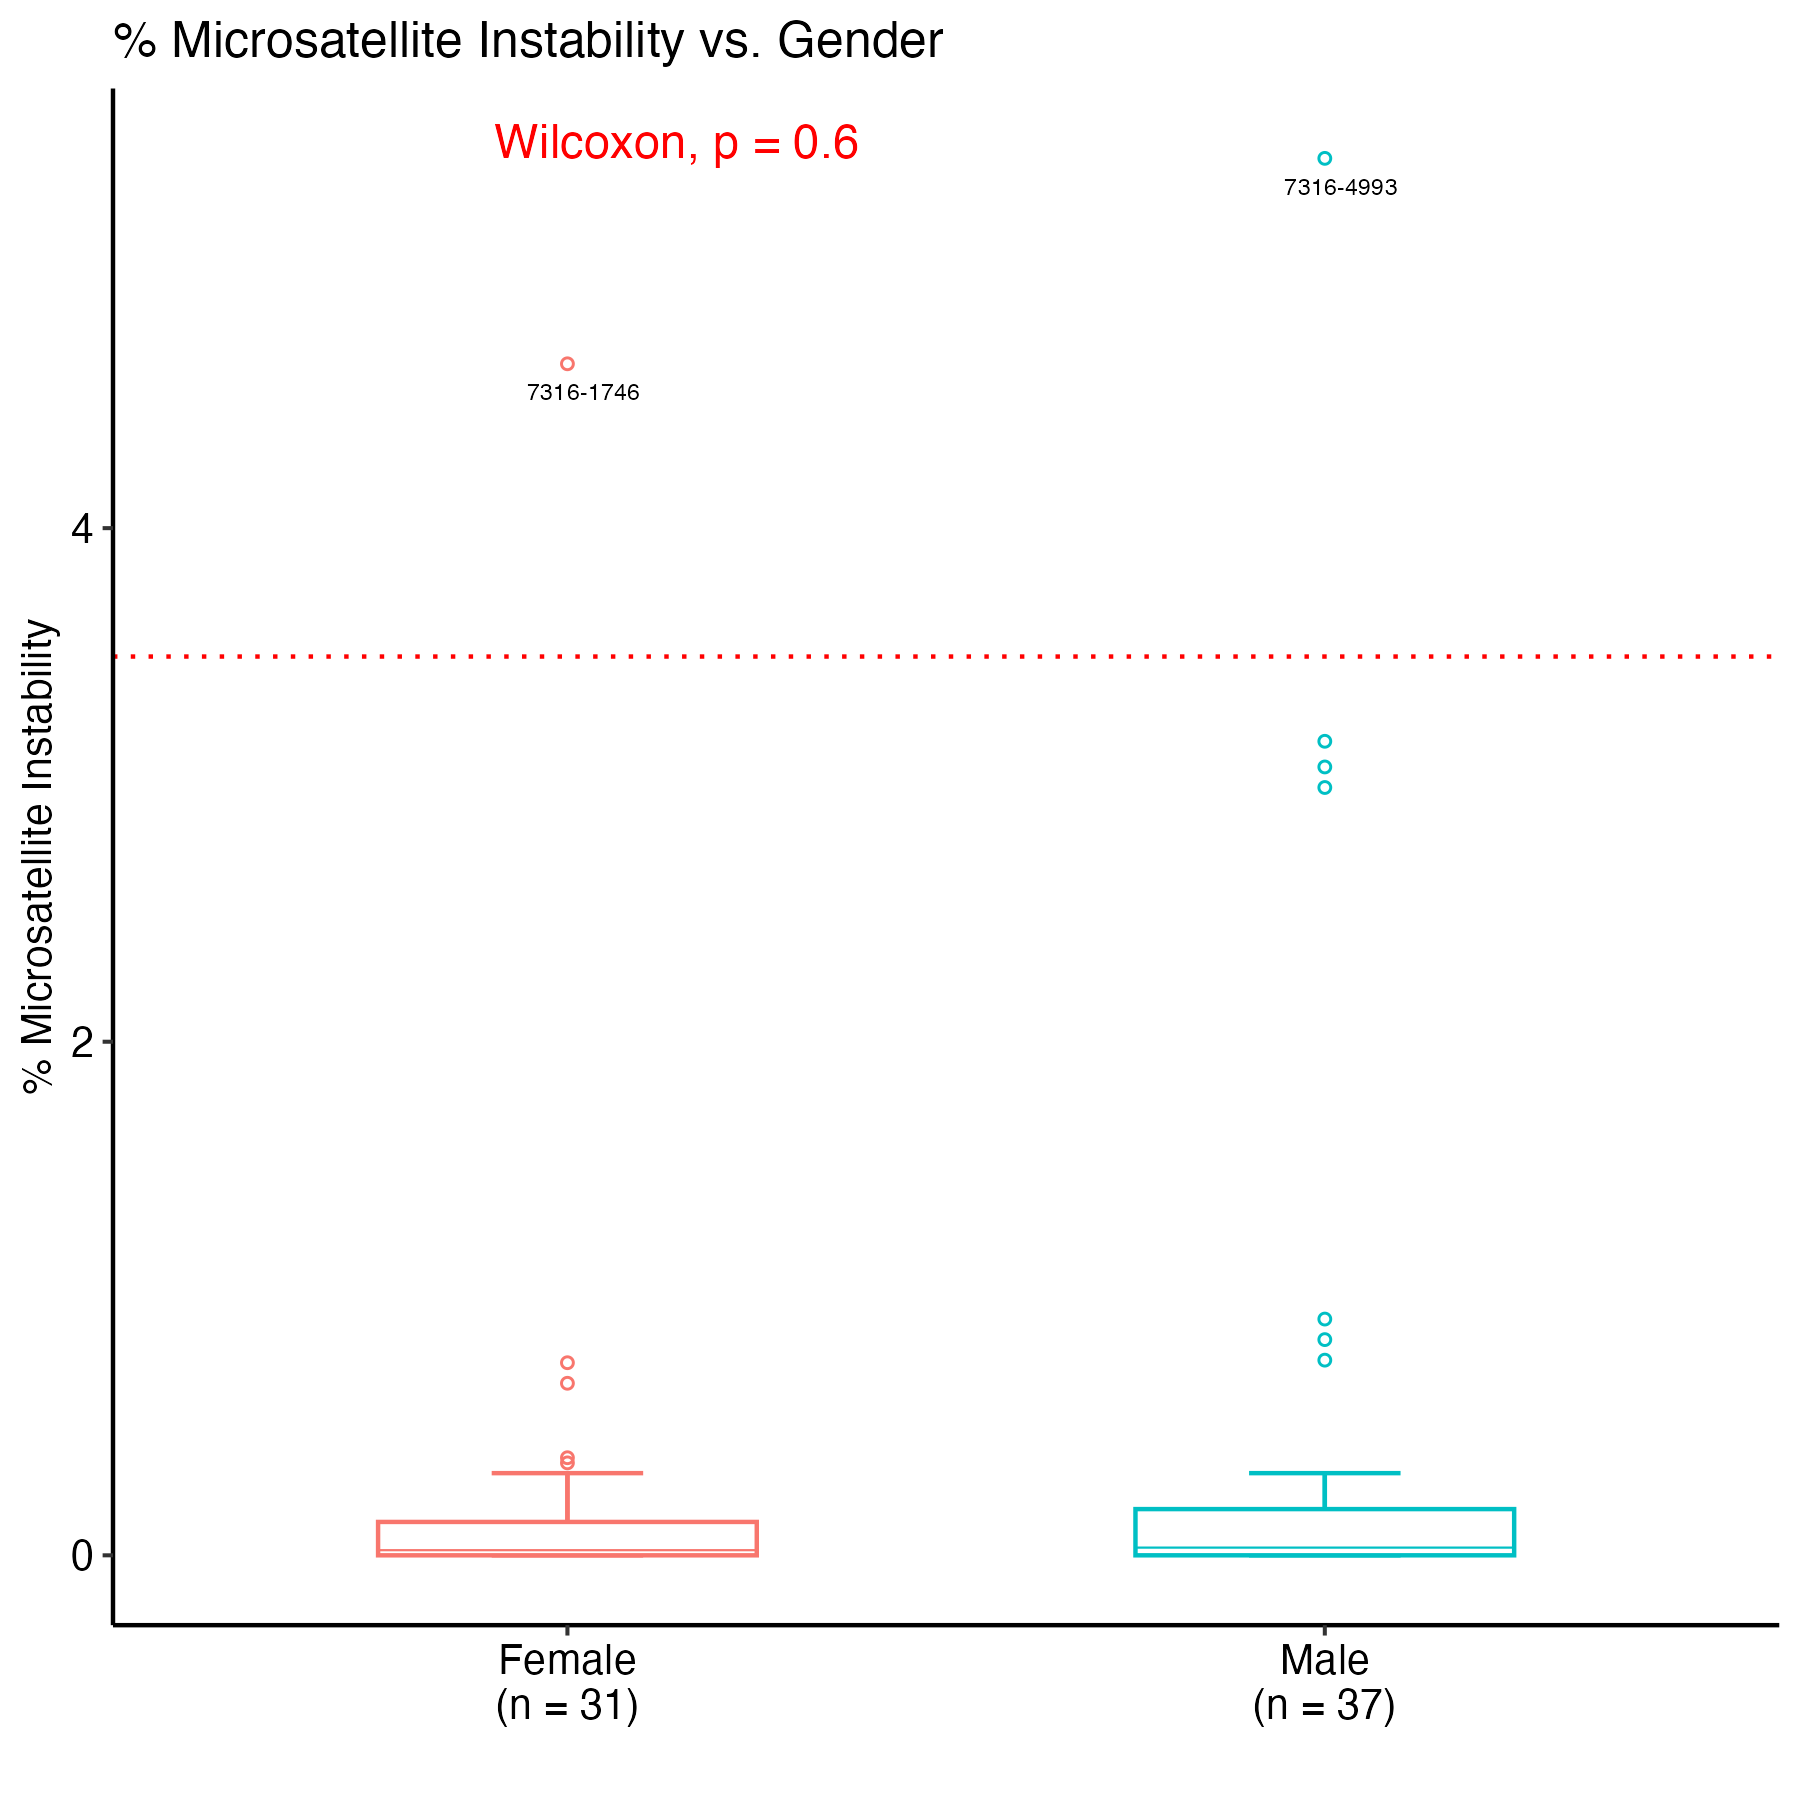 % Microsatellite Instability vs. Gender
Wilcoxon, p = 0.6
7316-4993
7316-1746
4
2
0
% Microsatellite Instability
Female
(n = 31)
Male
(n = 37)